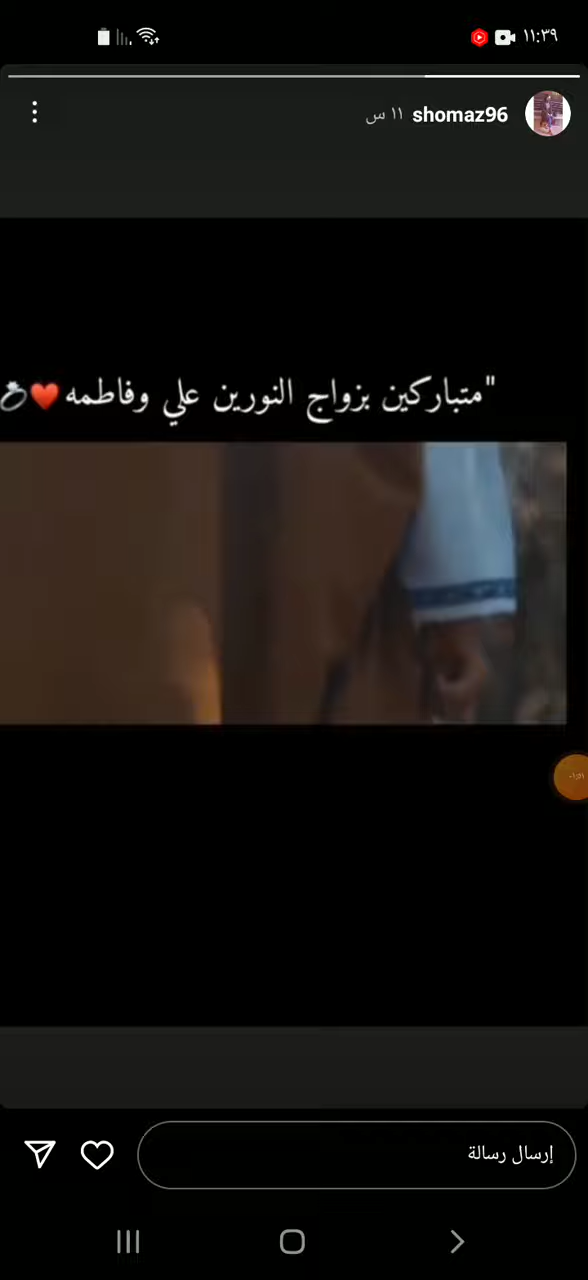 ١١:٣٩
shomaz96 ١١ س
"متباركين بزواج النورين علي وفاطمه❤️💍
إرسال رسالة